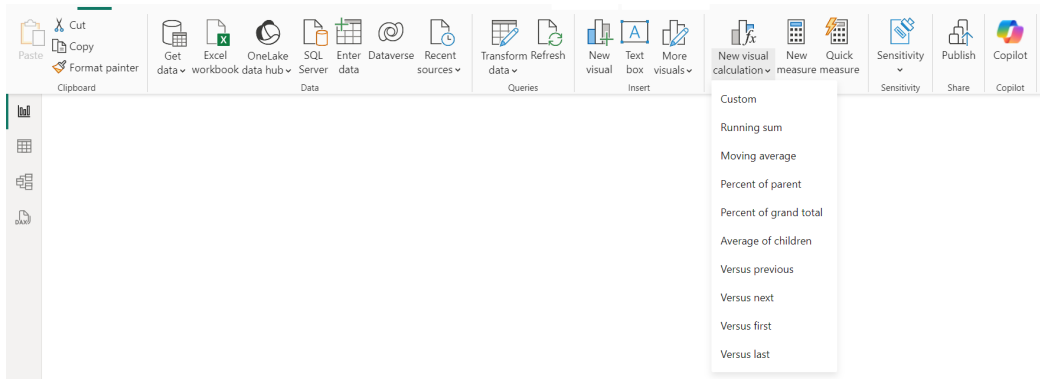 Paste
Cut
Copy
Format painter
Clipboard
Get data
Excel workbook
OneLake data hub
SQL Server
Enter data
Dataverse
Recent sources
Data
Transform data
Refresh
Queries
New visual
Text box
More visuals
Insert
New visual calculation
New measure
Quick measure
Sensitivity
Sensitivity
Publish
Share
Copilot
Copilot
Custom
Running sum
Moving average
Percent of parent
Percent of grand total
Average of children
Versus previous
Versus next
Versus first
Versus last
DAX